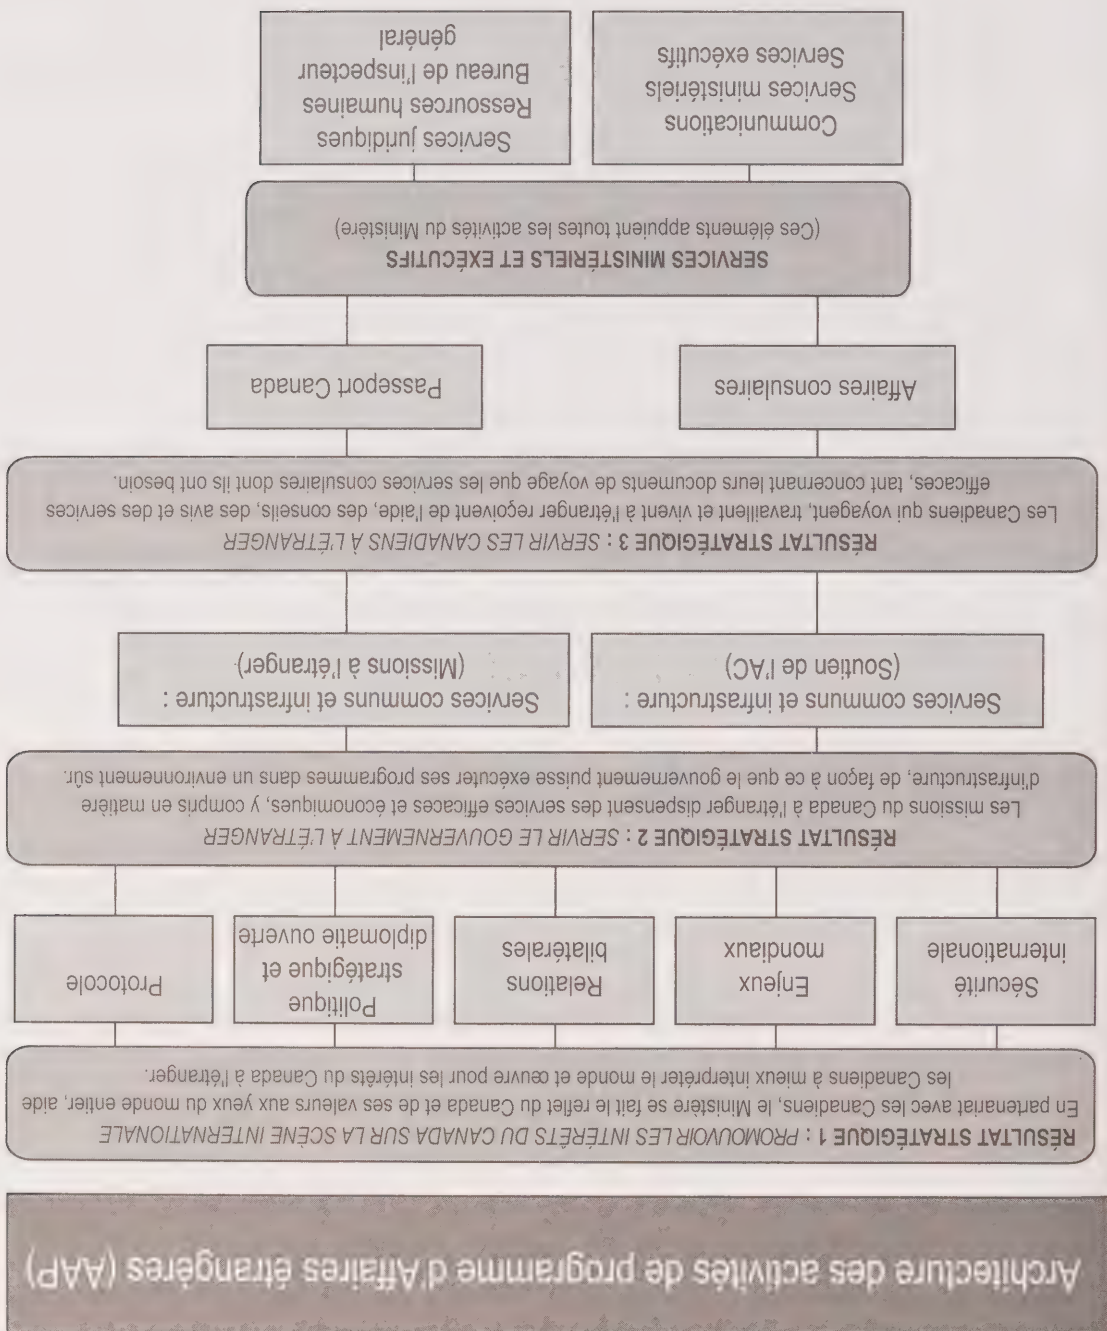 Architecture des activités de programme d'Affaires étrangères (AAP)
RÉSULTAT STRATÉGIQUE 1 : PROMOUVOIR LES INTÉRÊTS DU CANADA SUR LA SCÈNE INTERNATIONALE
En partenariat avec les Canadiens, le Ministère se fait le reflet du Canada et de ses valeurs aux yeux du monde entier, aide
les Canadiens à mieux interpréter le monde et œuvre pour les intérêts du Canada à l'étranger.
Sécurité
internationale
Enjeux
mondiaux
Relations
bilatérales
Politique
stratégique et
diplomatie ouverte
Protocole
RÉSULTAT STRATÉGIQUE 2 : SERVIR LE GOUVERNEMENT À L'ÉTRANGER
Les missions du Canada à l'étranger dispensent des services efficaces et économiques, y compris en matière
d'infrastructure, de façon à ce que le gouvernement puisse exécuter ses programmes dans un environnement sûr.
Services communs et infrastructure :
(Soutien de l'AC)
Services communs et infrastructure :
(Missions à l'étranger)
RÉSULTAT STRATÉGIQUE 3 : SERVIR LES CANADIENS À L'ÉTRANGER
Les Canadiens qui voyagent, travaillent et vivent à l'étranger reçoivent de l'aide, des conseils, des avis et des services
efficaces, tant concernant leurs documents de voyage que les services consulaires dont ils ont besoin.
Affaires consulaires
Passeport Canada
SERVICES MINISTÉRIELS ET EXÉCUTIFS
(Ces éléments appuient toutes les activités du Ministère)
Communications
Services ministériels
Services exécutifs
Services juridiques
Ressources humaines
Bureau de l'inspecteur
général